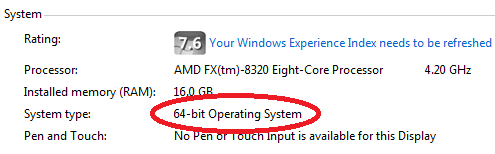 System
Rating: 7.6 Your Windows Experience Index needs to be refreshed
Processor: AMD FX(tm)-8320 Eight-Core Processor 4.20 GHz
Installed memory (RAM): 16.0 GB
System type: 64-bit Operating System
Pen and Touch: No Pen or Touch Input is available for this Display